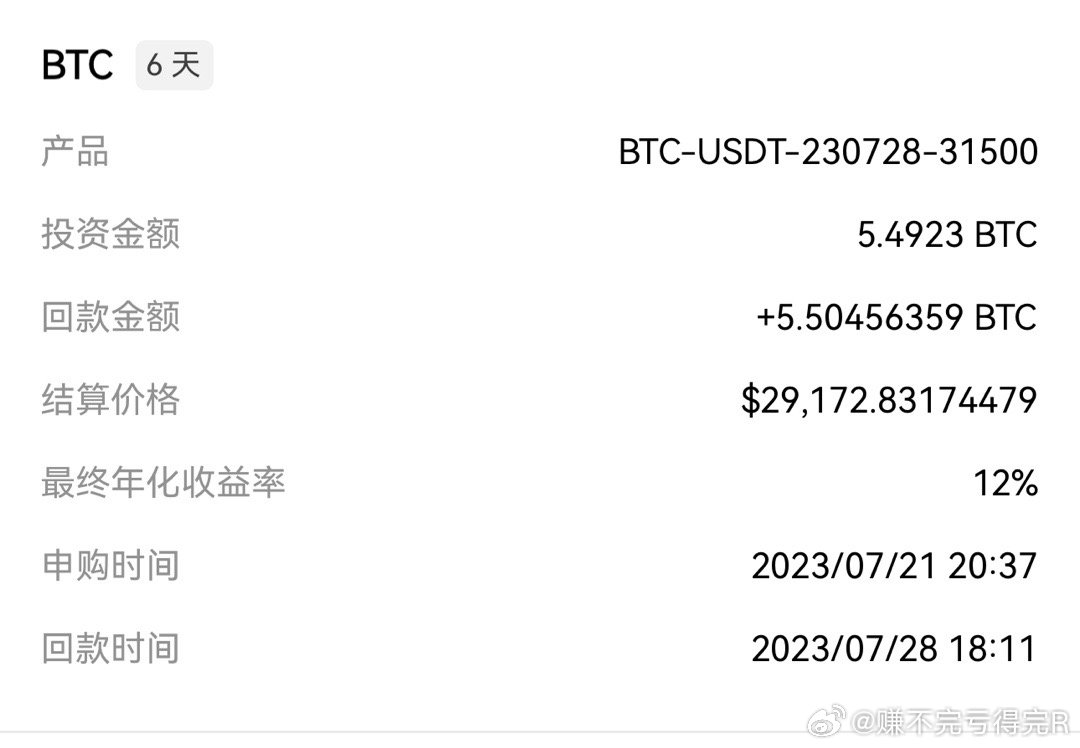 BTC 6 天
产品 BTC-USDT-230728-31500
投资金额 5.4923 BTC
回款金额 +5.50456359 BTC
结算价格 $29,172.83174479
最终年化收益率 12%
申购时间 2023/07/21 20:37
回款时间 2023/07/28 18:11
@赚不完亏得完R